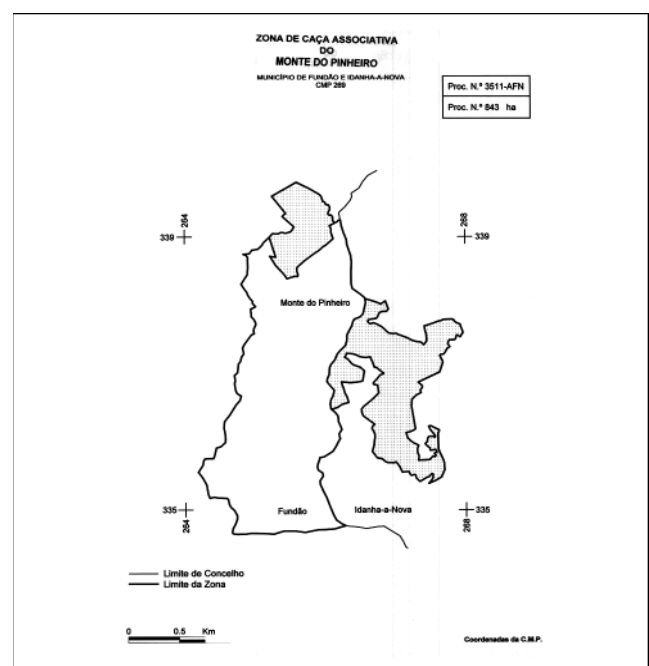 ZONA DE CAÇA ASSOCIATIVA
DO
MONTE DO PINHEIRO
MUNICÍPIO DE FUNDÃO E IDANHA-A-NOVA
CMP 269
Proc. N.º 3511-AFN
Proc. N.º 843 ha
264
339
268
339
Monte do Pinheiro
335
264
Fundão
Idanha-a-Nova
335
268
Limite de Concelho
Limite da Zona
0 0.5 Km
Coordenadas da C.M.P.